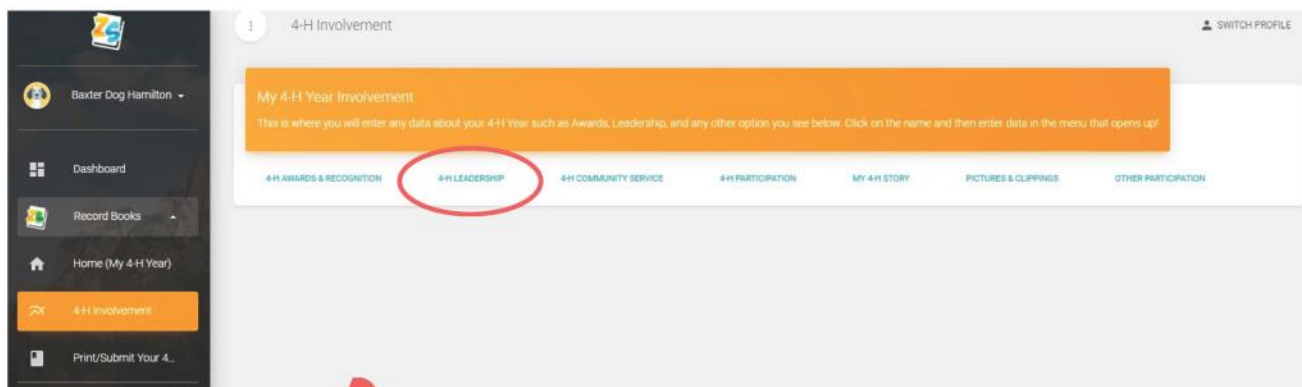 ZS
4-H Involvement
SWITCH PROFILE
Baxter Dog Hamilton
My 4-H Year Involvement
This is where you will enter any data about your 4-H Year such as Awards, Leadership, and any other option you see below. Click on the name and then enter data in the menu that opens up!
4-H AWARDS & RECOGNITION
4-H LEADERSHIP
4-H COMMUNITY SERVICE
4-H PARTICIPATION
MY 4-H STORY
PICTURES & CLIPPINGS
OTHER PARTICIPATION
Dashboard
Record Books
Home (My 4-H Year)
4-H Involvement
Print/Submit Your 4...